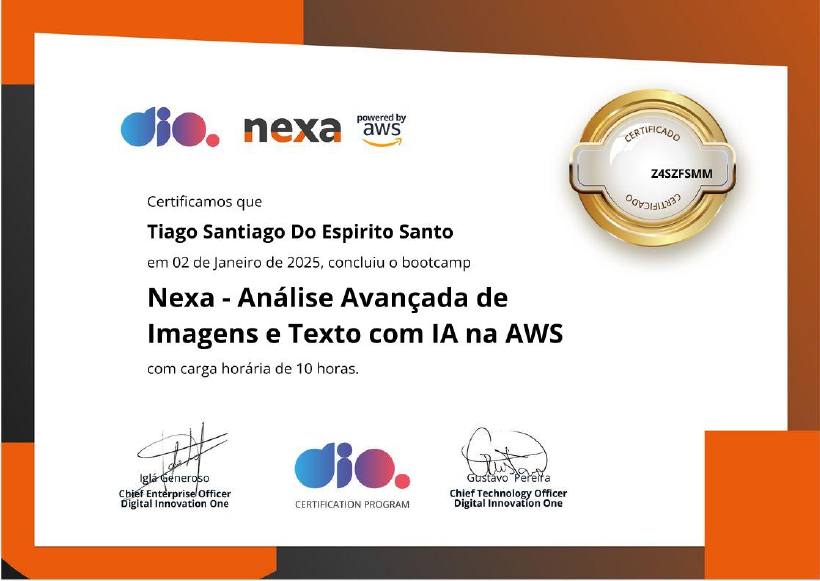 dio.
nexa
powered by
aws
CERTIFICADO
Z4SZFSMM
CERTIFICADO
Certificamos que
Tiago Santiago Do Espirito Santo
em 02 de Janeiro de 2025, concluiu o bootcamp
Nexa - Análise Avançada de
Imagens e Texto com IA na AWS
com carga horária de 10 horas.
Iglá Generoso
Chief Enterprise Officer
Digital Innovation One
dio.
CERTIFICATION PROGRAM
Gustavo Pereira
Chief Technology Officer
Digital Innovation One